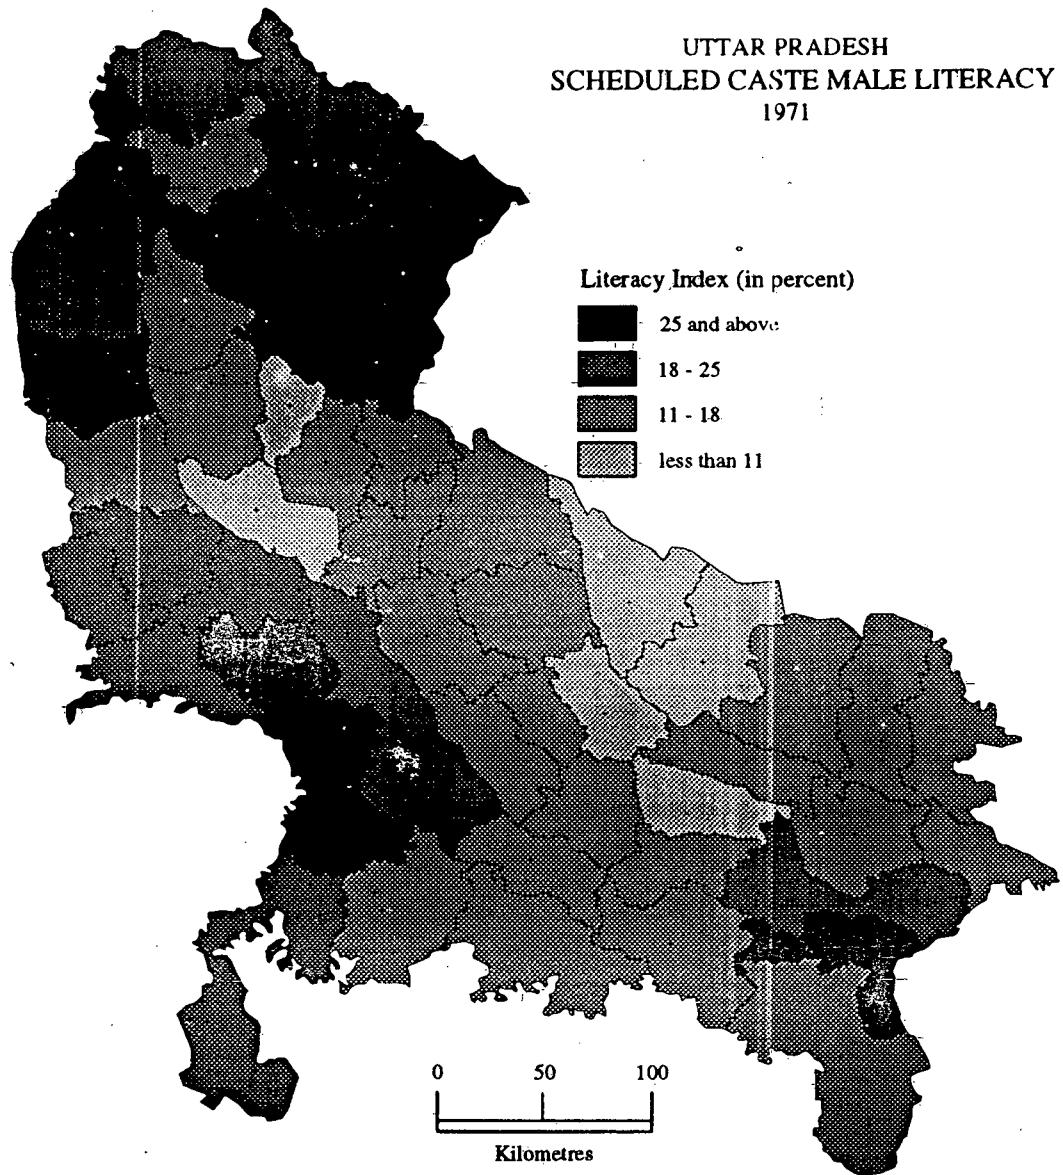 UTTAR PRADESH
SCHEDULED CASTE MALE LITERACY
1971
Literacy Index (in percent)
25 and above
18 - 25
11 - 18
less than 11
0 50 100
Kilometres